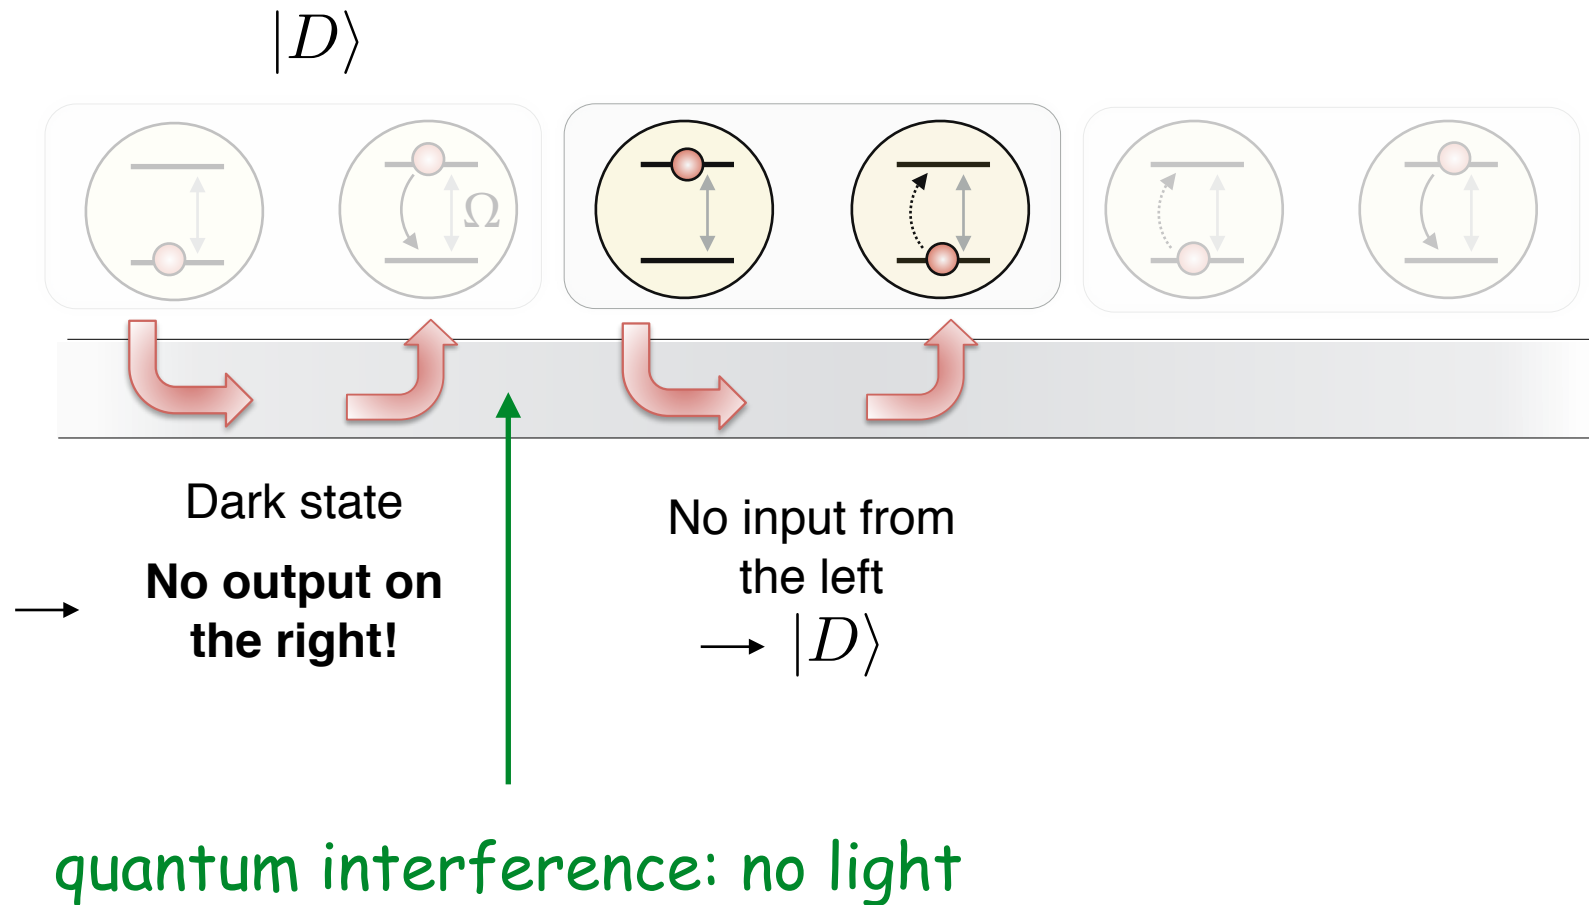 |D⟩
Ω
Dark state
No output on
the right!
No input from
the left
|D⟩
quantum interference: no light